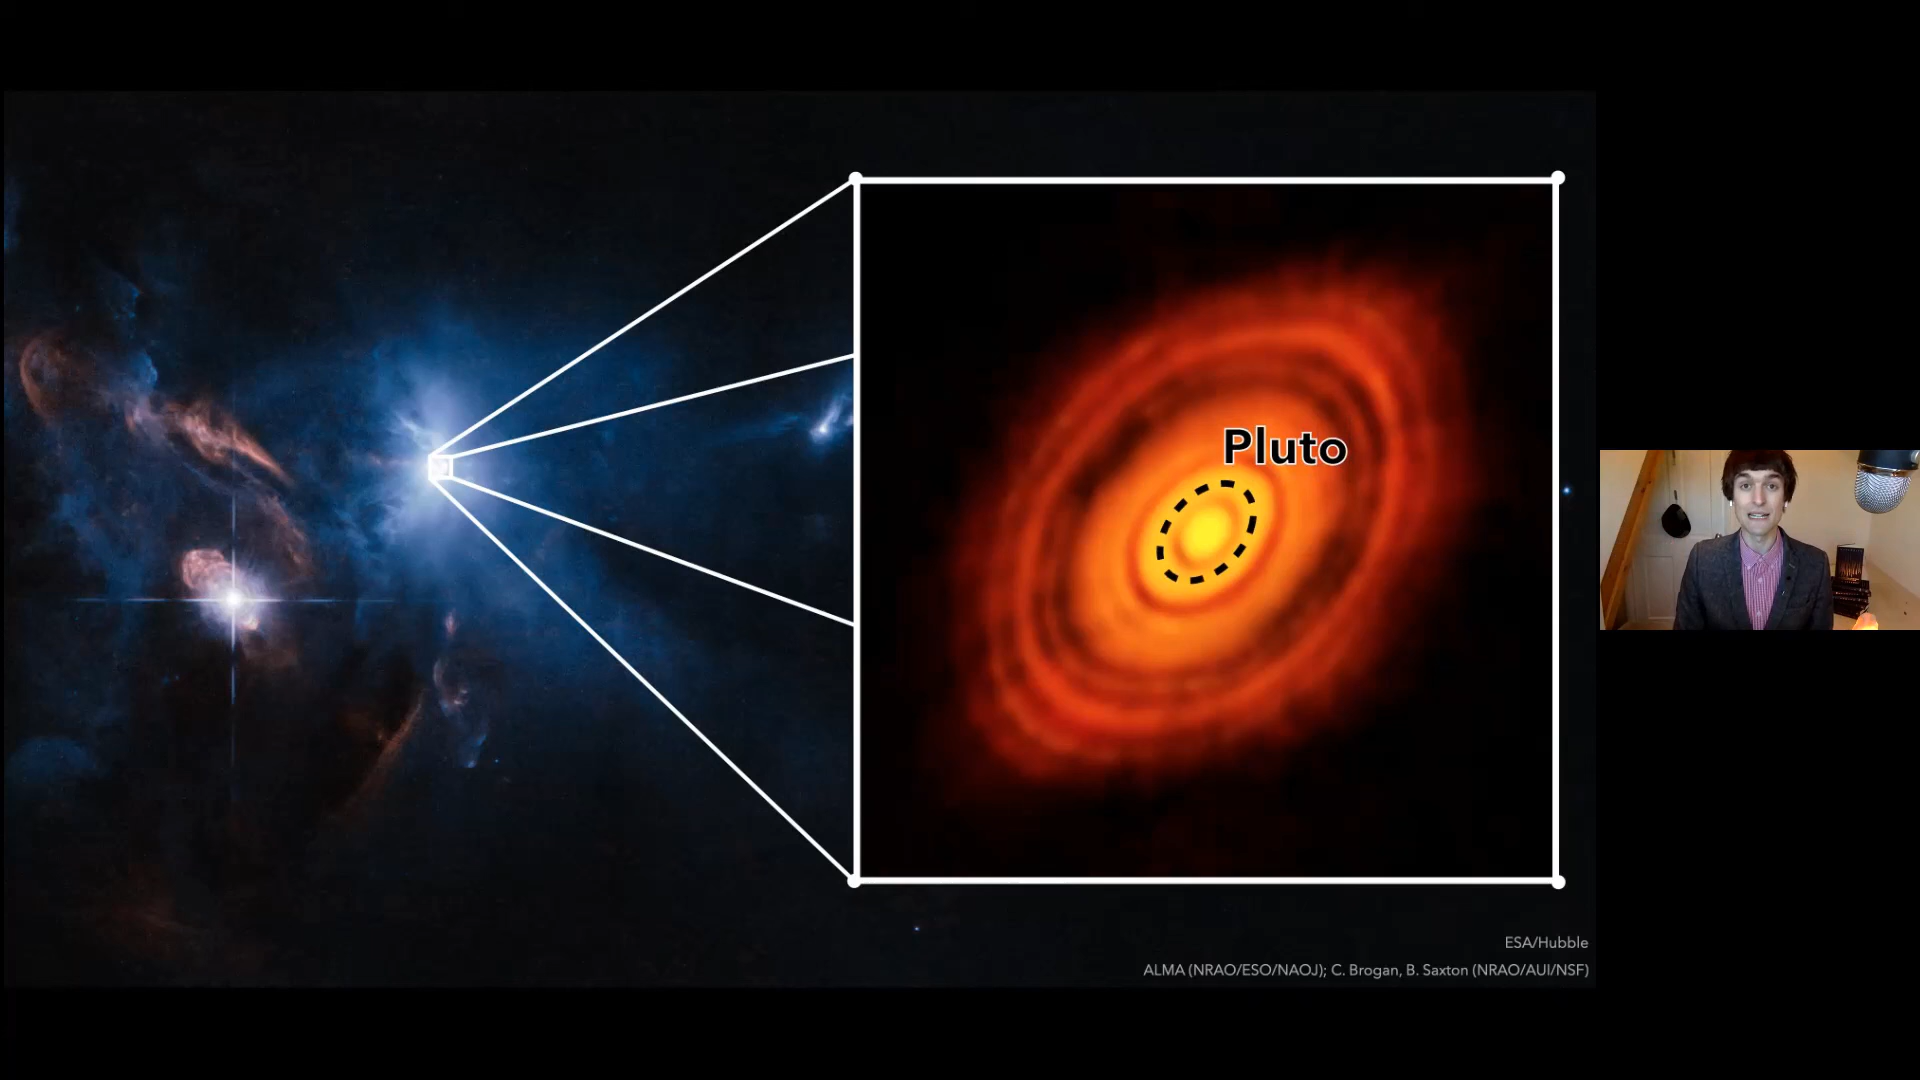 Pluto
ESA/Hubble
ALMA (NRAO/ESO/NAOJ); C. Brogan, B. Saxton (NRAO/AUI/NSF)